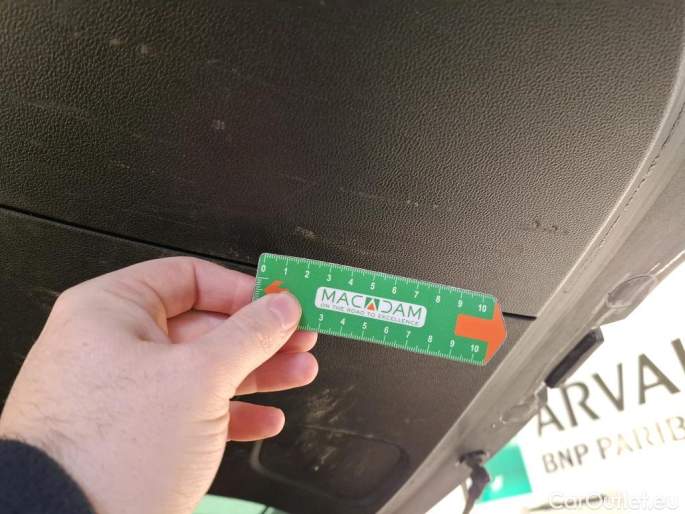 0 1 2 3 4 5 6 7 8 9 10
MACADAM
ON THE ROAD TO EXCELLENCE
3 4 5 6 7 8 9 10
ARVAL
BNP PARIB
CarOutlet.eu